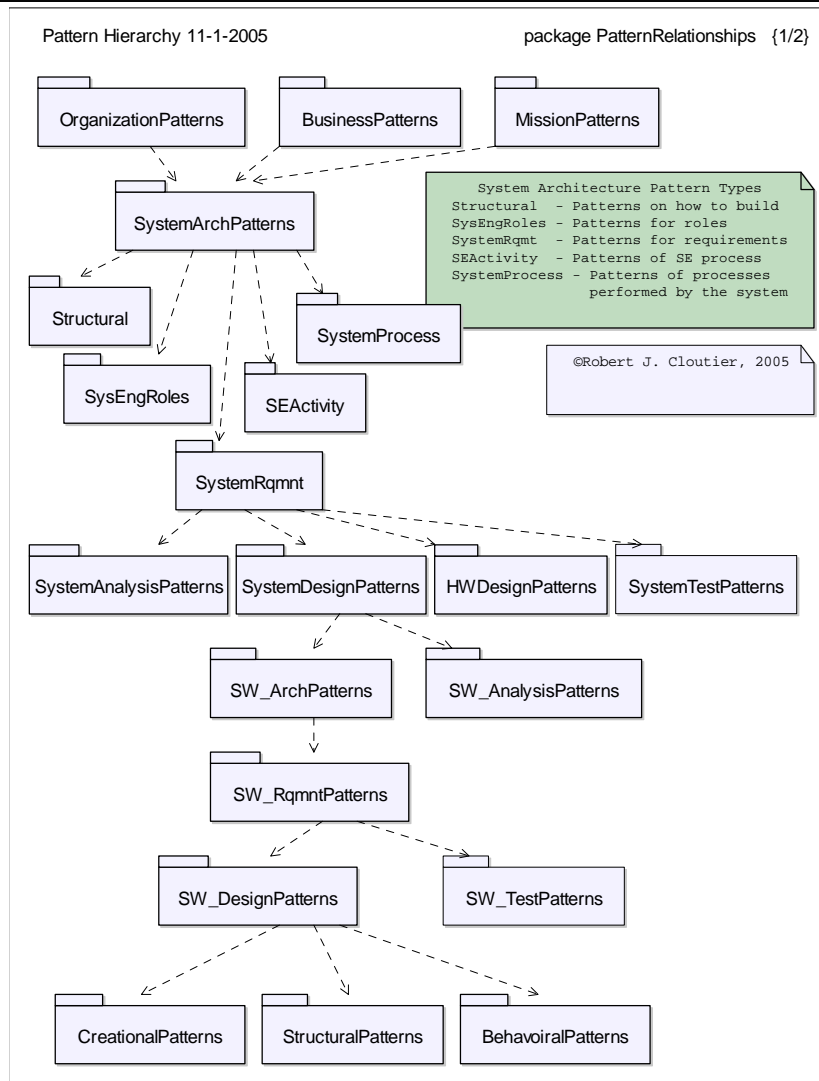 Pattern Hierarchy 11-1-2005
package PatternRelationships {1/2}
OrganizationPatterns
BusinessPatterns
MissionPatterns
SystemArchPatterns
System Architecture Pattern Types
Structural - Patterns on how to build
SysEngRoles - Patterns for roles
SystemRqmt - Patterns for requirements
SEActivity - Patterns of SE process
SystemProcess - Patterns of processes
performed by the system
Structural
SystemProcess
©Robert J. Cloutier, 2005
SysEngRoles
SEActivity
SystemRqmnt
SystemAnalysisPatterns
SystemDesignPatterns
HWDesignPatterns
SystemTestPatterns
SW_ArchPatterns
SW_AnalysisPatterns
SW_RqmntPatterns
SW_DesignPatterns
SW_TestPatterns
CreationalPatterns
StructuralPatterns
BehavoiralPatterns